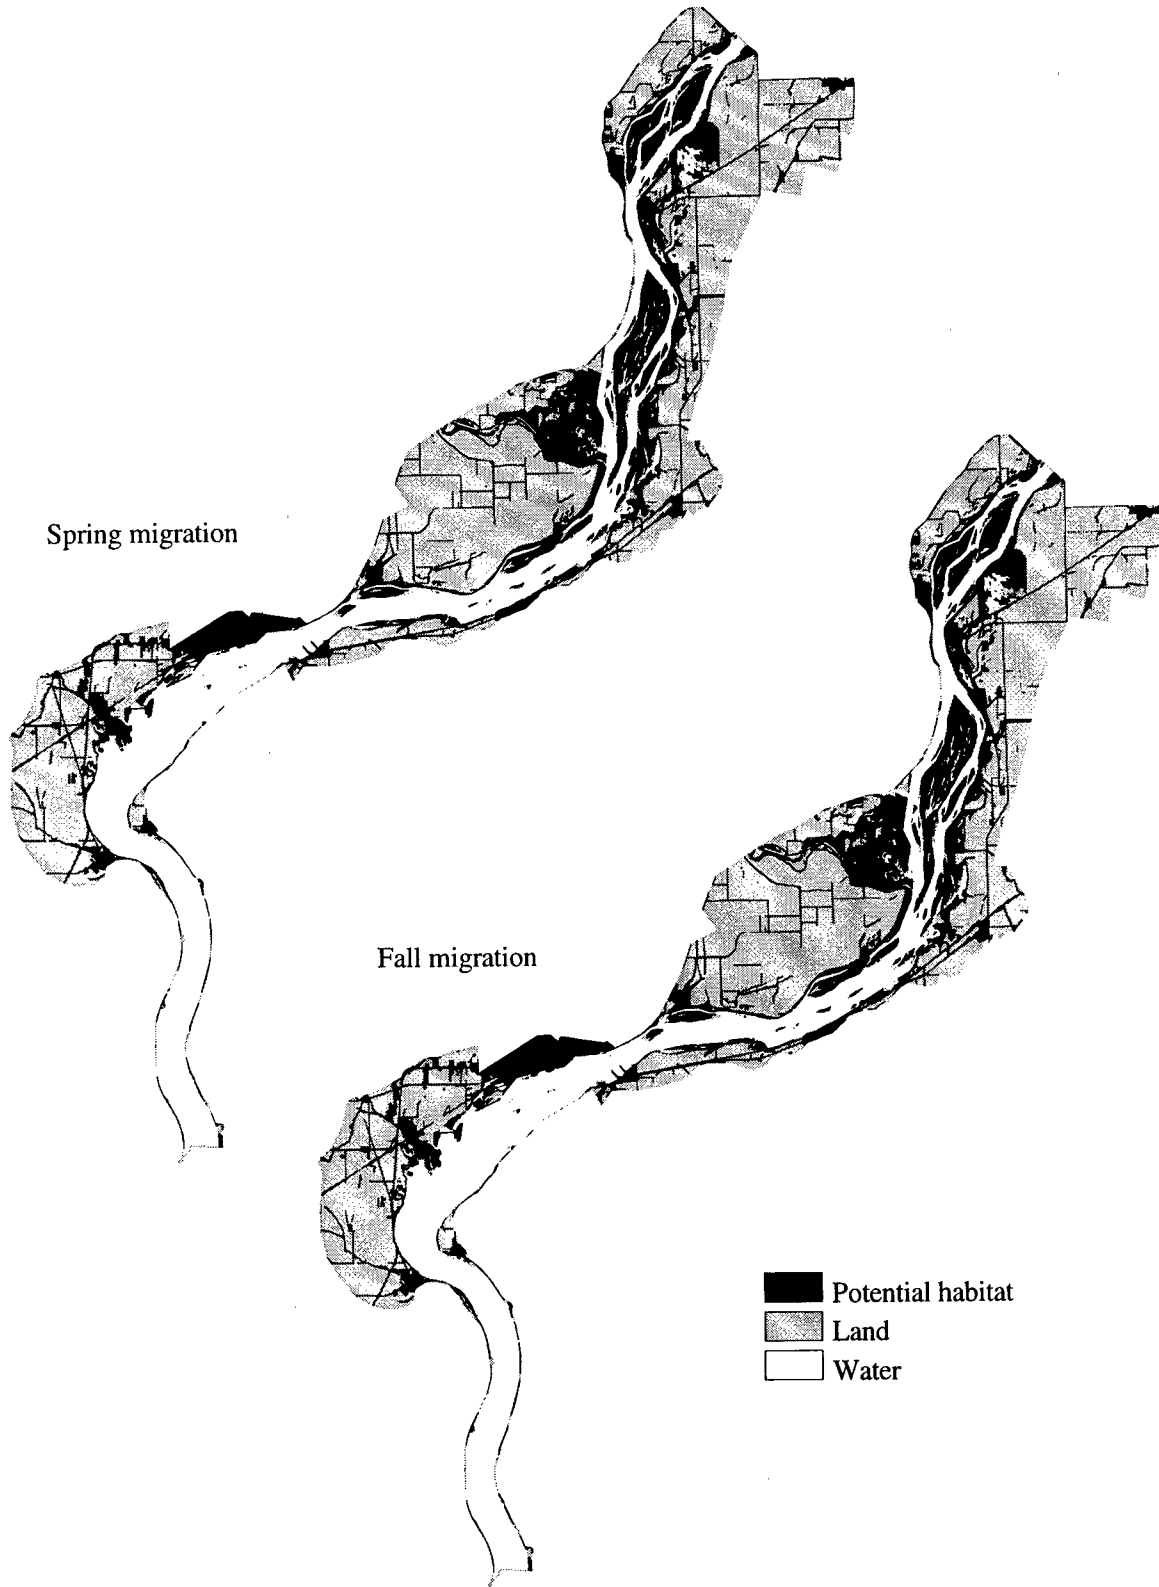 Spring migration
Fall migration
Potential habitat
Land
Water